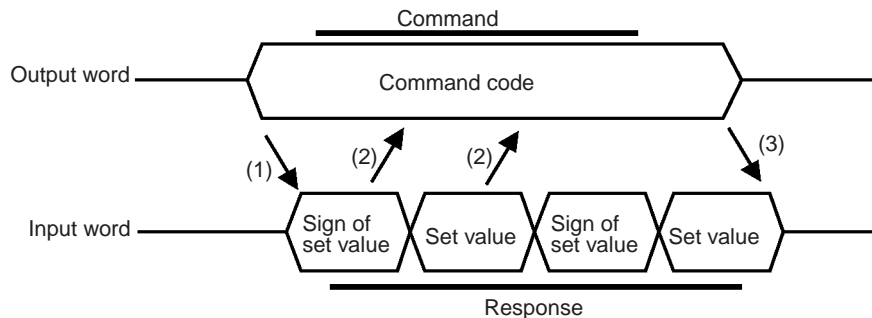 Command
Output word
Command code
(1)
(2)
(2)
(3)
Input word
Sign of
set value
Set value
Sign of
set value
Set value
Response